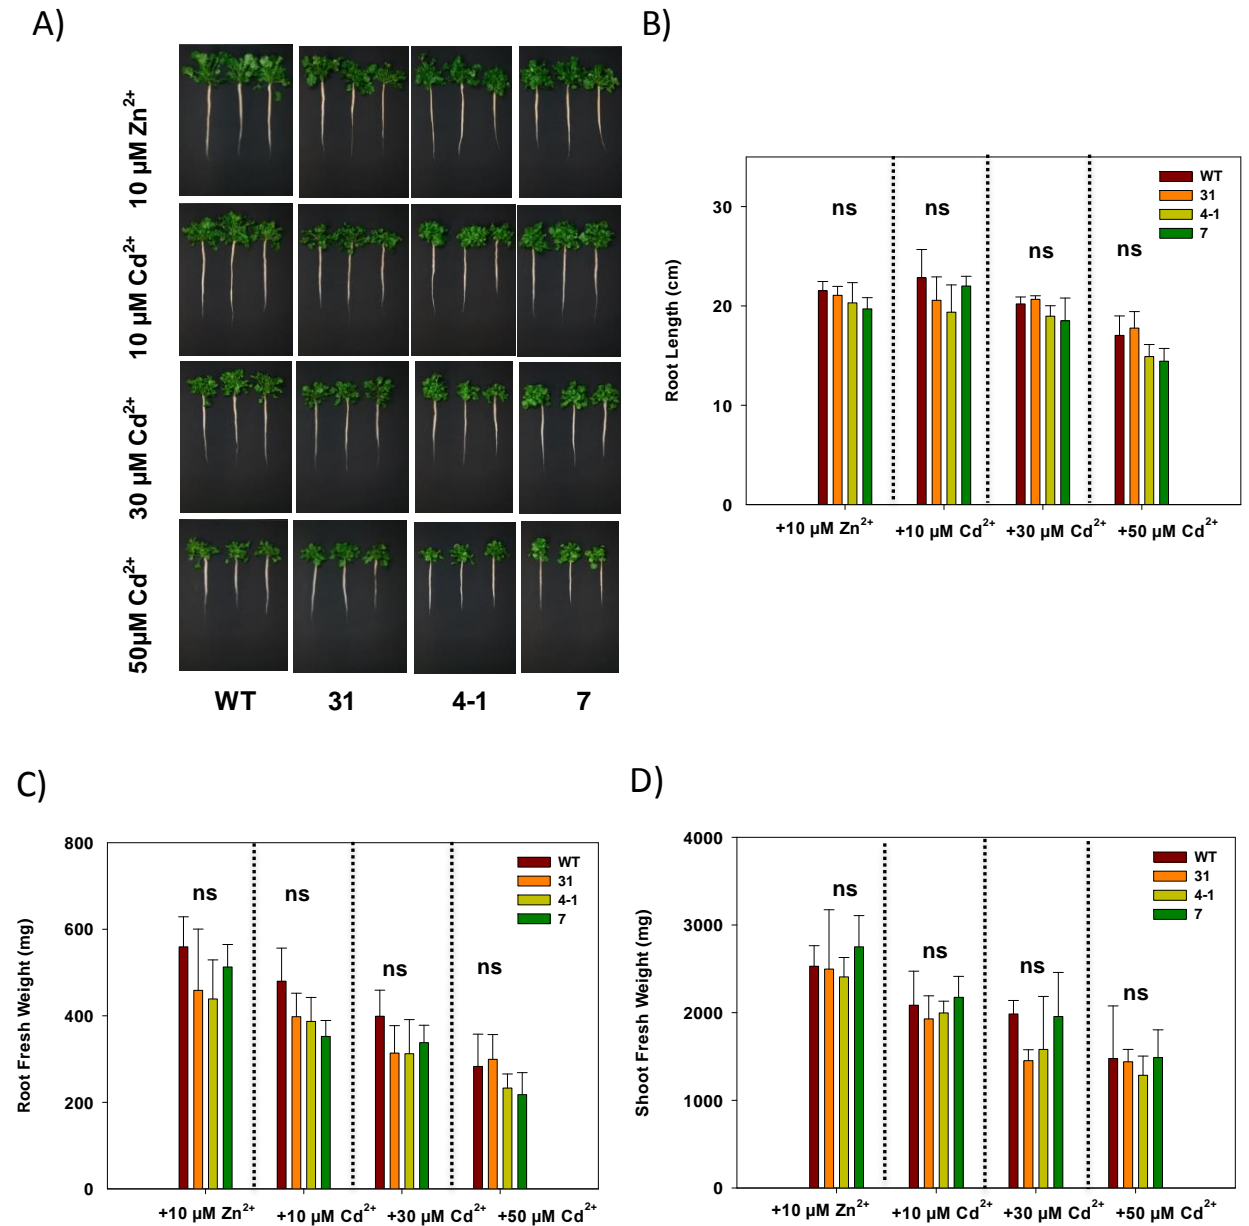 A)
10 µM Zn²⁺
10 µM Cd²⁺
30 µM Cd²⁺
50µM Cd²⁺
WT 31 4-1 7
B)
Root Length (cm)
30
20
10
0
ns ns ns ns
WT
31
4-1
7
+10 µM Zn²⁺ +10 µM Cd²⁺ +30 µM Cd²⁺ +50 µM Cd²⁺
C)
Root Fresh Weight (mg)
800
600
400
200
0
ns ns ns ns
WT
31
4-1
7
+10 µM Zn²⁺ +10 µM Cd²⁺ +30 µM Cd²⁺ +50 µM Cd²⁺
D)
Shoot Fresh Weight (mg)
4000
3000
2000
1000
0
ns ns ns ns
WT
31
4-1
7
+10 µM Zn²⁺ +10 µM Cd²⁺ +30 µM Cd²⁺ +50 µM Cd²⁺